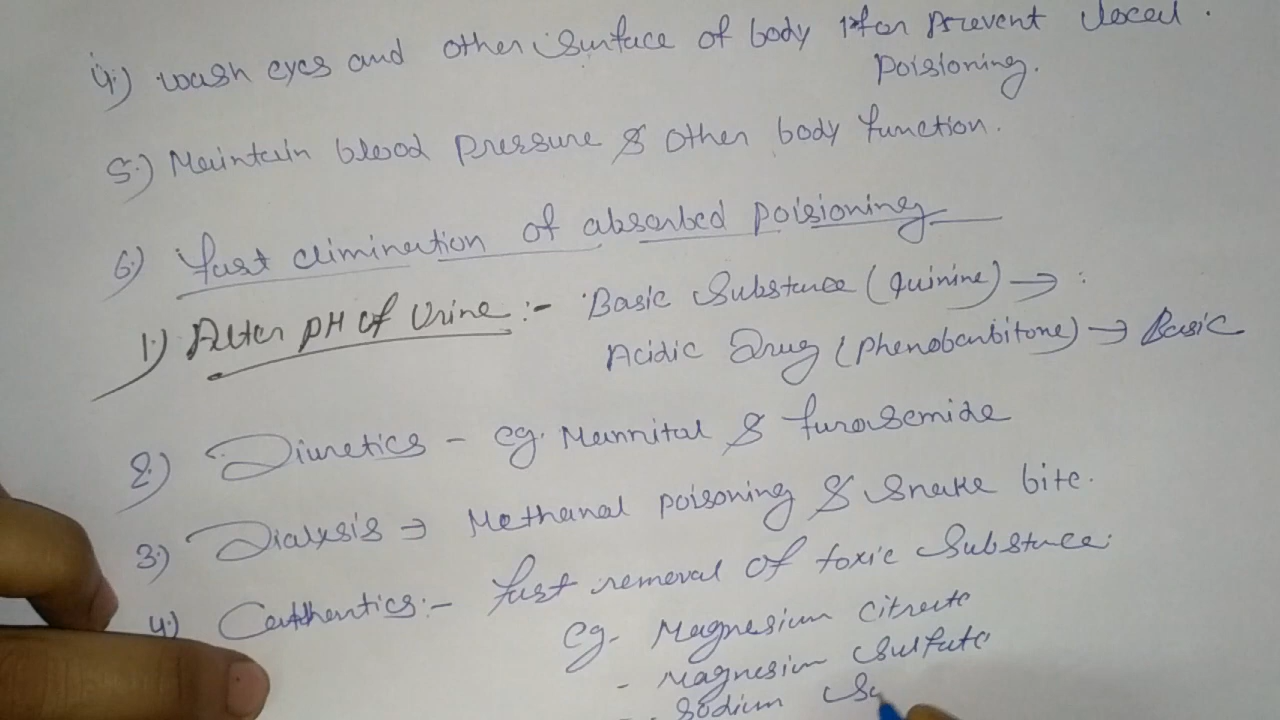 4.) wash eyes and other surface of body for prevent local
poisioning.
5.) Maintain blood pressure & other body function.
6) fast elimination of absorbed poisioning
1.) Alter pH of Urine :- Basic Substance (quinine) → :
Acidic Drug (phenobarbitone) → Basic
2.) Diuretics - eg. Mannitol & furosemide
3.) Dialysis → Methanol poisoning & snake bite.
4.) Cathartics :- fast removal of toxic substance.
eg- Magnesium citrate
- Magnesium sulfate
- Sodium